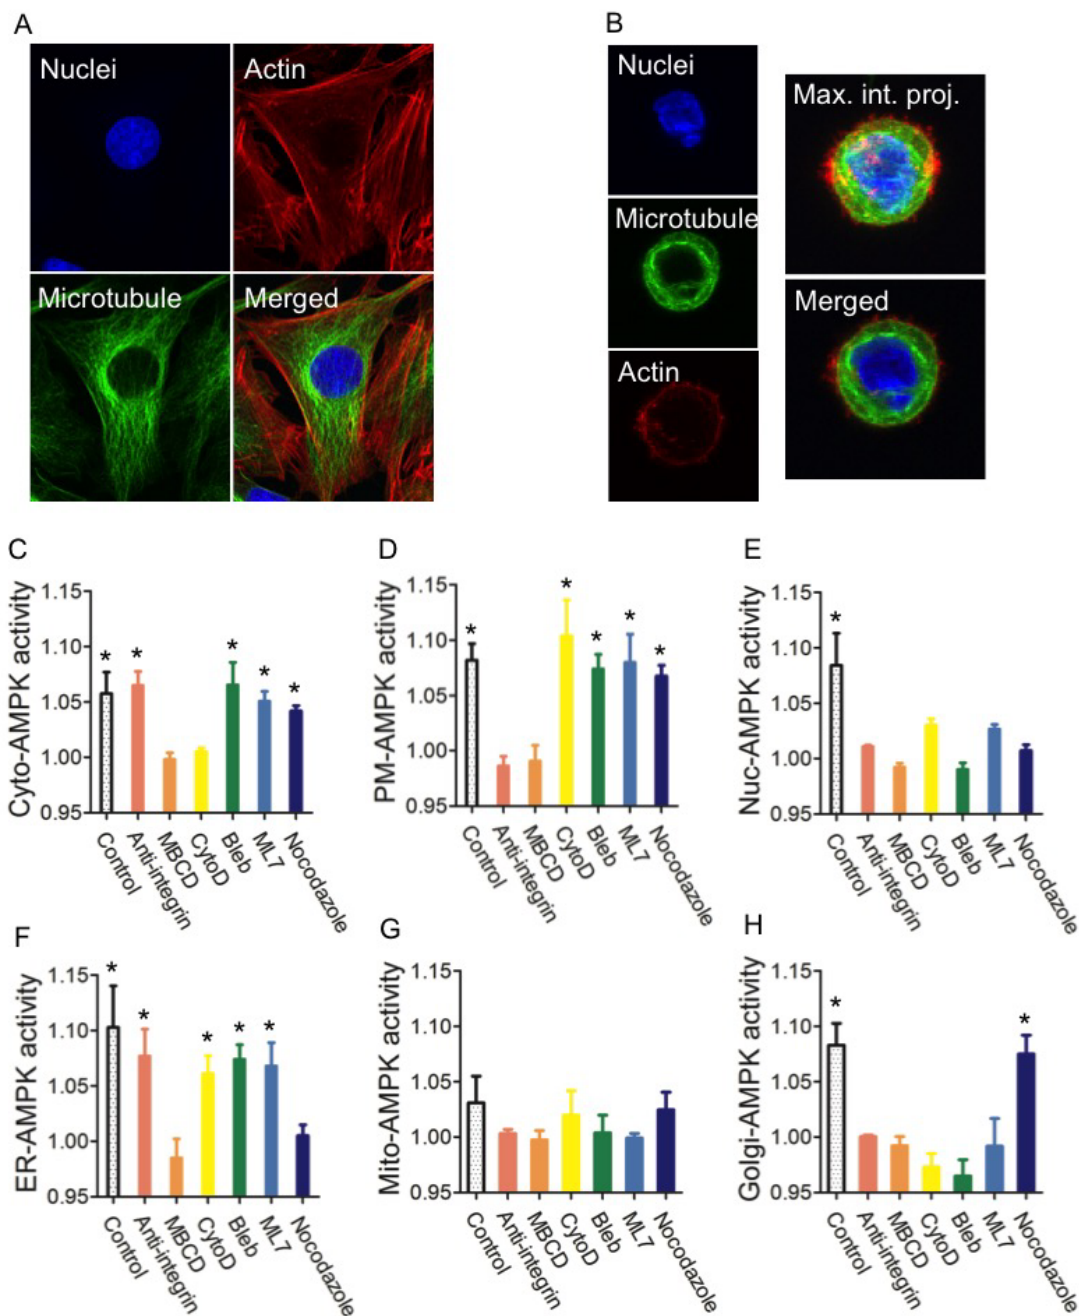 A
B
Nuclei
Actin
Microtubule
Merged
Nuclei
Microtubule
Actin
Max. int. proj.
Merged
C
Cyto-AMPK activity
1.15
1.10
1.05
1.00
0.95
* * * * *
Control
Anti-integrin
MBCD
CytoD
Bleb
ML7
Nocodazole
D
PM-AMPK activity
1.15
1.10
1.05
1.00
0.95
* * * * *
Control
Anti-integrin
MBCD
CytoD
Bleb
ML7
Nocodazole
E
Nuc-AMPK activity
1.15
1.10
1.05
1.00
0.95
*
Control
Anti-integrin
MBCD
CytoD
Bleb
ML7
Nocodazole
F
ER-AMPK activity
1.15
1.10
1.05
1.00
0.95
* * * * *
Control
Anti-integrin
MBCD
CytoD
Bleb
ML7
Nocodazole
G
Mito-AMPK activity
1.15
1.10
1.05
1.00
0.95
Control
Anti-integrin
MBCD
CytoD
Bleb
ML7
Nocodazole
H
Golgi-AMPK activity
1.15
1.10
1.05
1.00
0.95
* *
Control
Anti-integrin
MBCD
CytoD
Bleb
ML7
Nocodazole